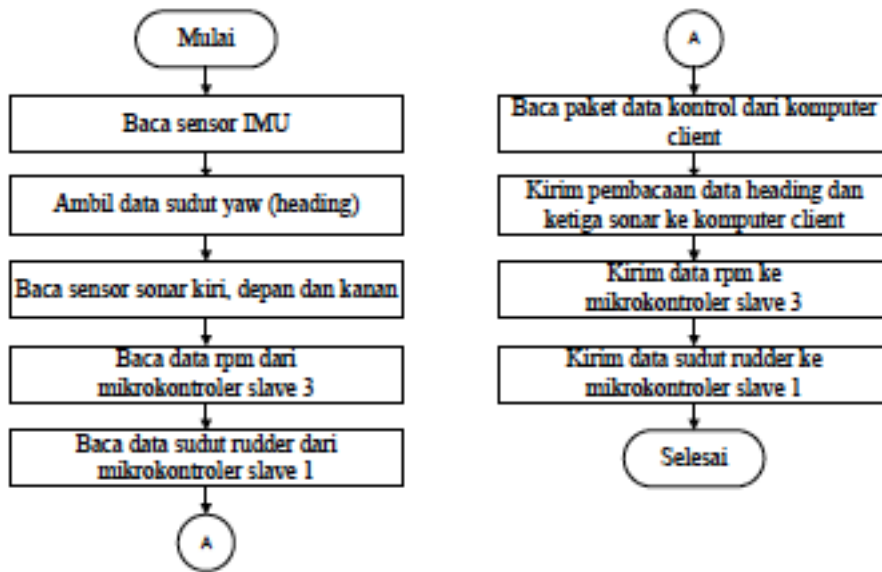 Mulai
Baca sensor IMU
Ambil data sudut yaw (heading)
Baca sensor sonar kiri, depan dan kanan
Baca data rpm dari
mikrokontroler slave 3
Baca data sudut rudder dari
mikrokontroler slave 1
A
A
Baca paket data kontrol dari komputer
client
Kirim pembacaan data heading dan
ketiga sonar ke komputer client
Kirim data rpm ke
mikrokontroler slave 3
Kirim data sudut rudder ke
mikrokontroler slave 1
Selesai